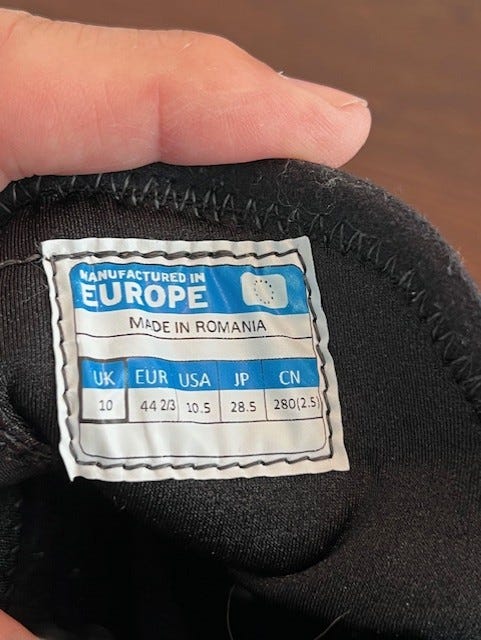 MANUFACTURED IN
EUROPE
MADE IN ROMANIA
UK EUR USA JP CN
10 44 2/3 10.5 28.5 280(2.5)